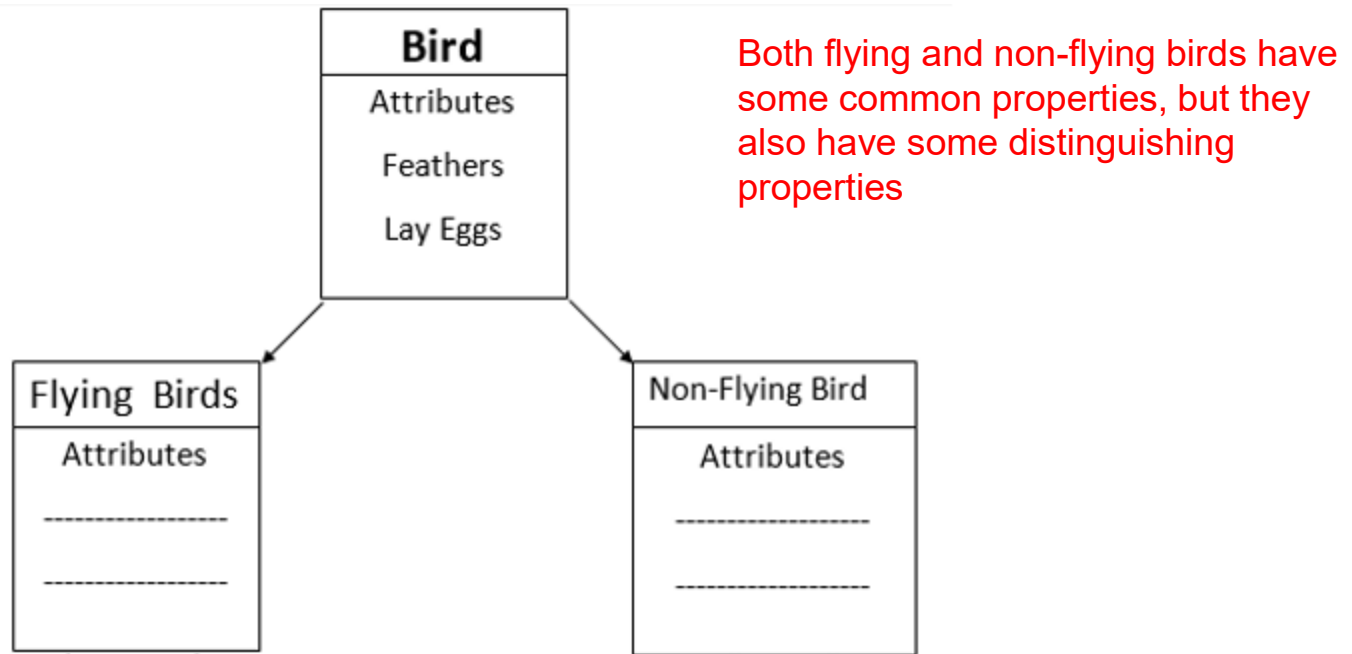 Bird
Attributes
Feathers
Lay Eggs
Both flying and non-flying birds have
some common properties, but they
also have some distinguishing
properties
Flying Birds
Attributes
------------------
------------------
Non-Flying Bird
Attributes
-------------------
-------------------